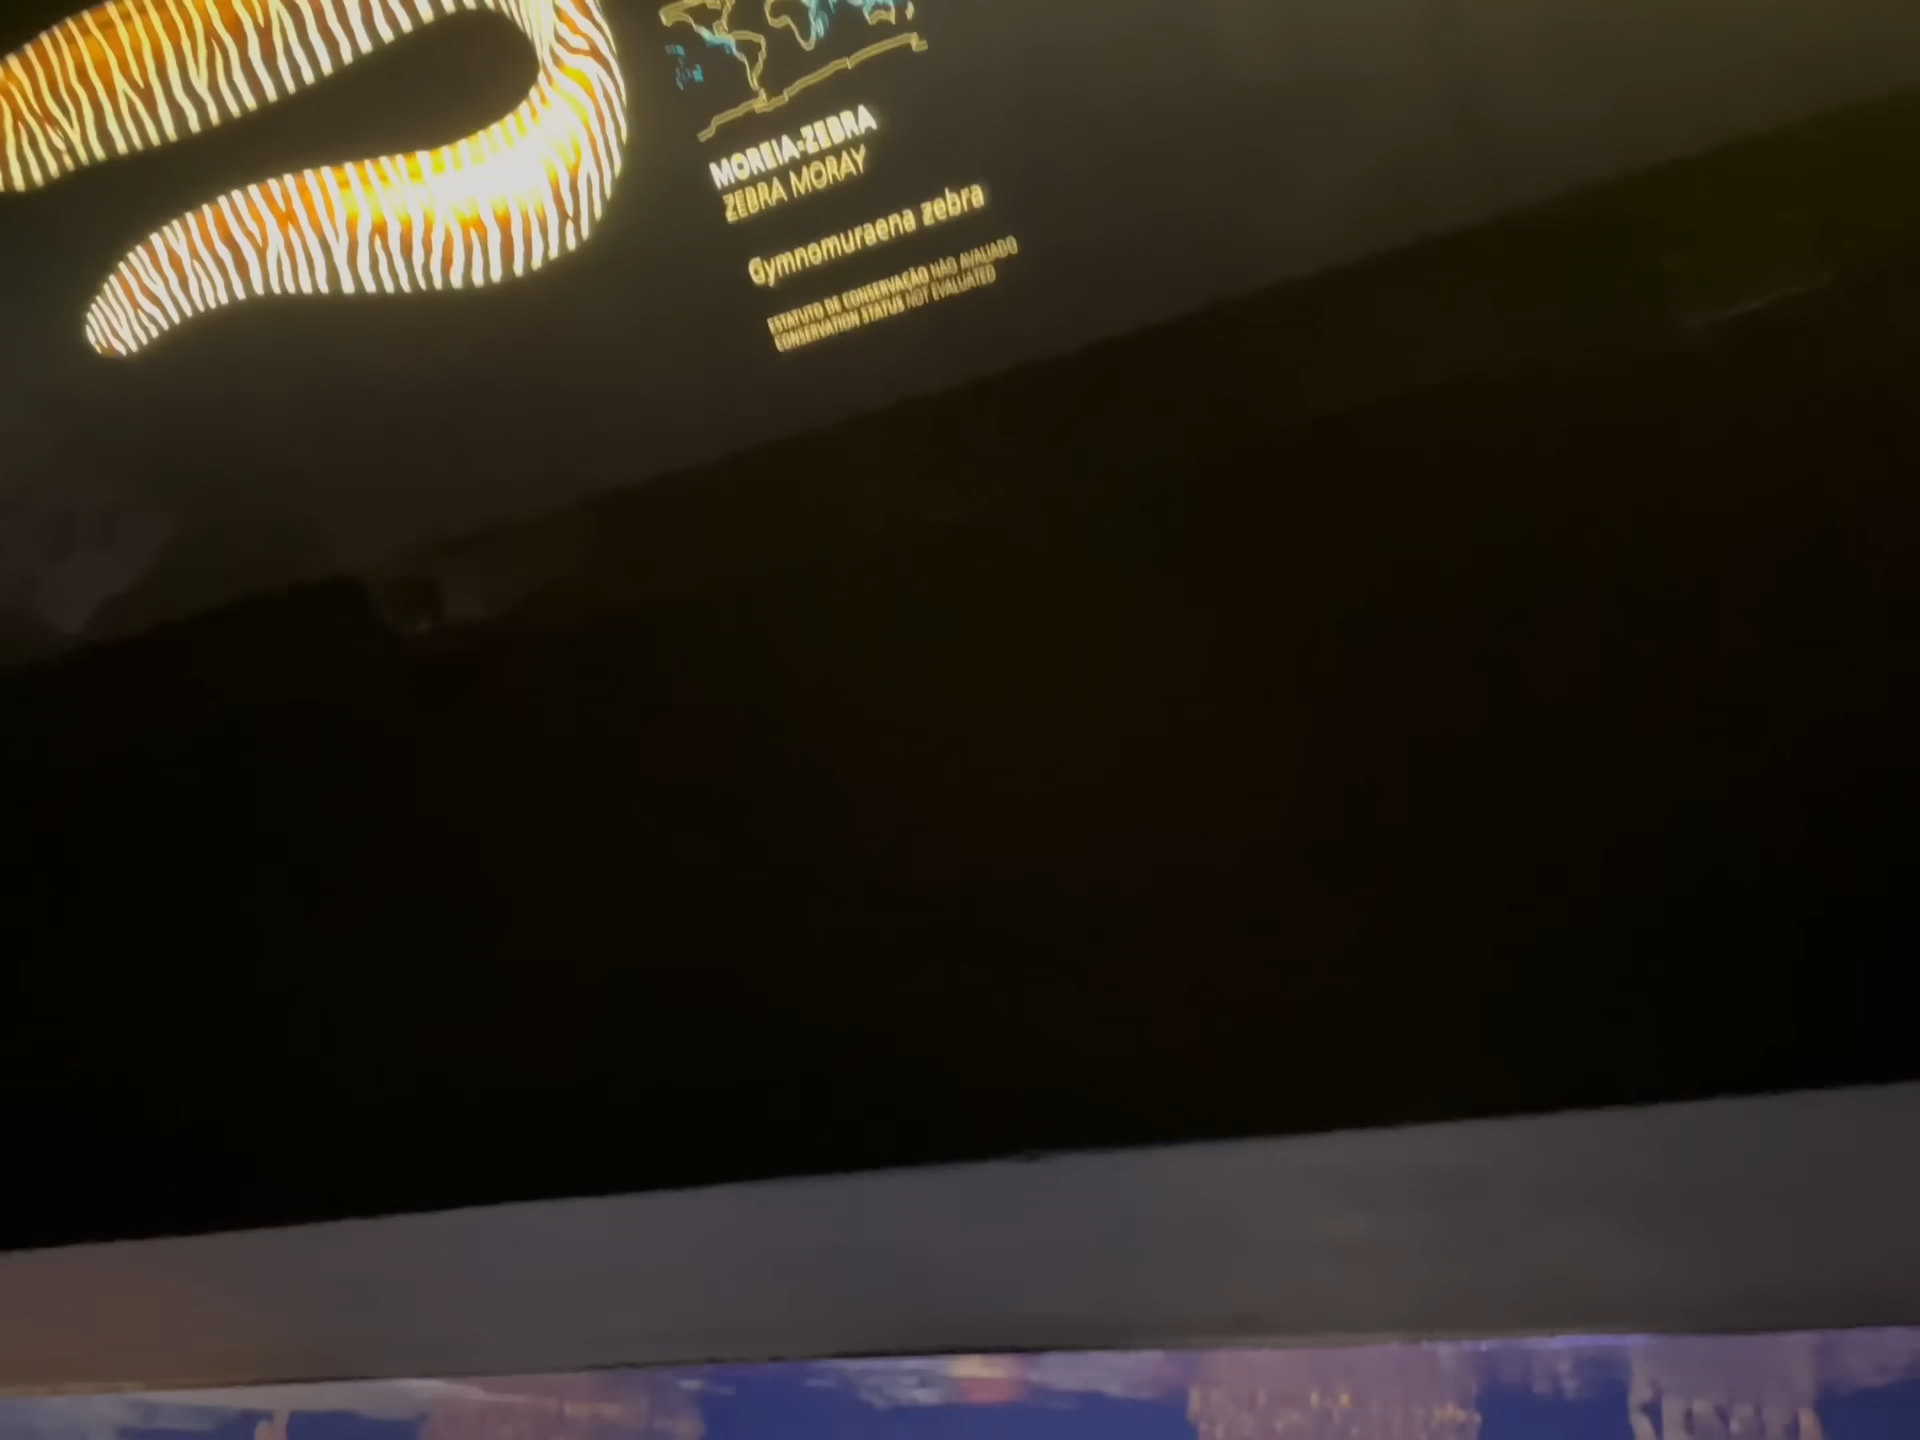 MOREIA-ZEBRA
ZEBRA MORAY
Gymnomuraena zebra
ESTATUTO DE CONSERVAÇÃO NÃO AVALIADO
CONSERVATION STATUS NOT EVALUATED